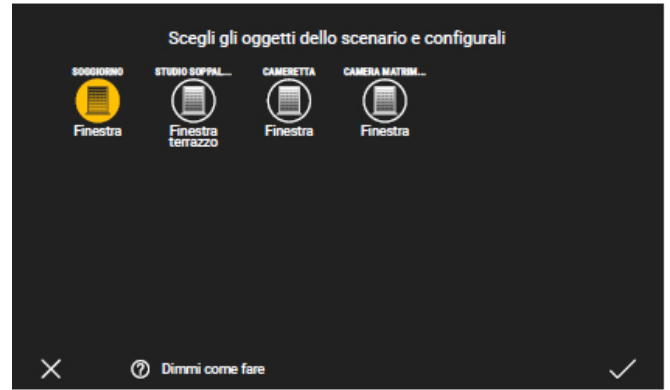 Scegli gli oggetti dello scenario e configurali
SOGGIORNO
Finestra
STUDIO SOPPAL...
Finestra
terrazzo
CAMERETTA
Finestra
CAMERA MATRIM...
Finestra
? Dimmi come fare